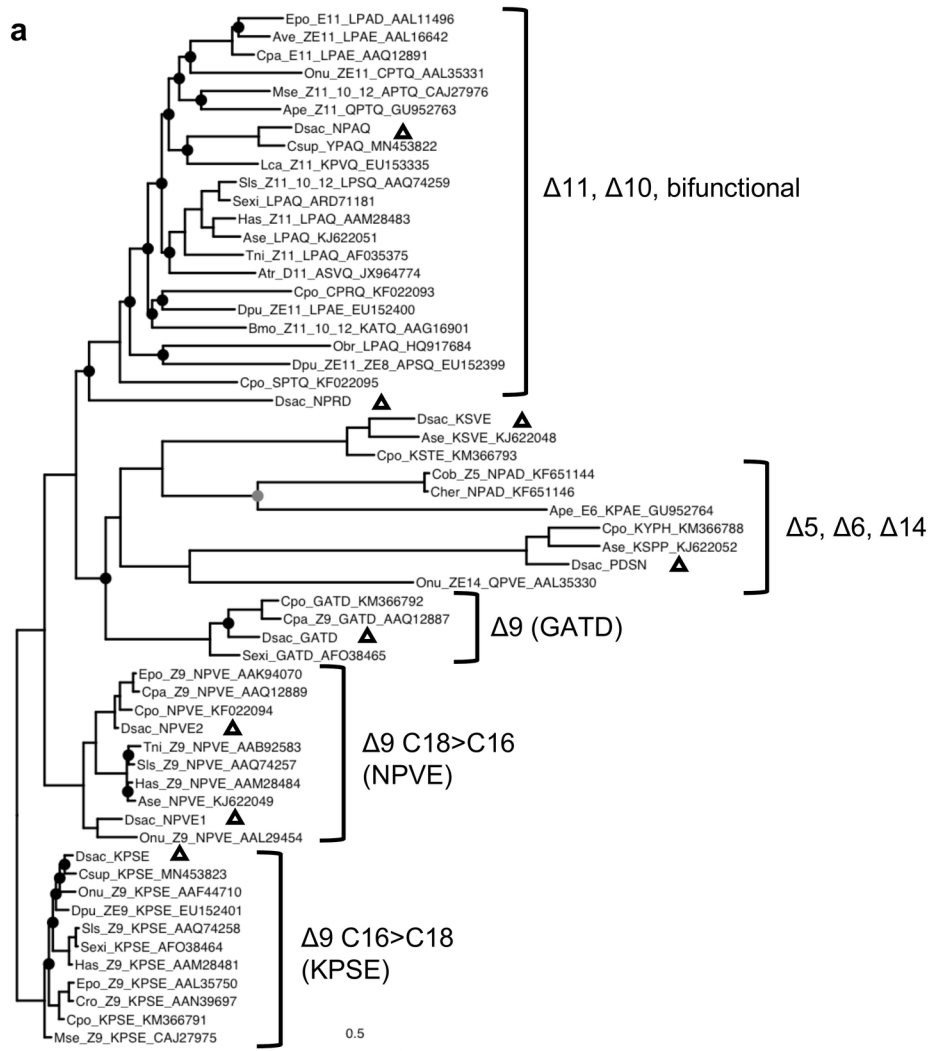 a
Epo_E11_LPAD_AAL11496
Ave_ZE11_LPAE_AAL16642
Cpa_E11_LPAE_AAQ12891
Onu_ZE11_CPTQ_AAL35331
Mse_Z11_10_12_APTQ_CAJ27976
Ape_Z11_QPTQ_GU952763
Dsac_NPAQ
Csup_YPAQ_MN453822
Lca_Z11_KPVQ_EU153335
Sls_Z11_10_12_LPSQ_AAQ74259
Sexi_LPAQ_ARD71181
Has_Z11_LPAQ_AAM28483
Ase_LPAQ_KJ622051
Tni_Z11_LPAQ_AF035375
Atr_D11_ASVQ_JX964774
Cpo_CPRQ_KF022093
Dpu_ZE11_LPAE_EU152400
Bmo_Z11_10_12_KATQ_AAG16901
Obr_LPAQ_HQ917684
Dpu_ZE11_ZE8_APSQ_EU152399
Cpo_SPTQ_KF022095
Dsac_NPRD
Δ11, Δ10, bifunctional
Dsac_KSVE
Ase_KSVE_KJ622048
Cpo_KSTE_KM366793
Cob_Z5_NPAD_KF651144
Cher_NPAD_KF651146
Ape_E6_KPAE_GU952764
Cpo_KYPH_KM366788
Ase_KSPP_KJ622052
Dsac_PDSN
Onu_ZE14_QPVE_AAL35330
Δ5, Δ6, Δ14
Cpo_GATD_KM366792
Cpa_Z9_GATD_AAQ12887
Dsac_GATD
Sexi_GATD_AFO38465
Δ9 (GATD)
Epo_Z9_NPVE_AAK94070
Cpa_Z9_NPVE_AAQ12889
Cpo_NPVE_KF022094
Dsac_NPVE2
Tni_Z9_NPVE_AAB92583
Sls_Z9_NPVE_AAQ74257
Has_Z9_NPVE_AAM28484
Ase_NPVE_KJ622049
Dsac_NPVE1
Onu_Z9_NPVE_AAL29454
Δ9 C18>C16
(NPVE)
Dsac_KPSE
Csup_KPSE_MN453823
Onu_Z9_KPSE_AAF44710
Dpu_ZE9_KPSE_EU152401
Sls_Z9_KPSE_AAQ74258
Sexi_KPSE_AFO38464
Has_Z9_KPSE_AAM28481
Epo_Z9_KPSE_AAL35750
Cro_Z9_KPSE_AAN39697
Cpo_KPSE_KM366791
Mse_Z9_KPSE_CAJ27975
Δ9 C16>C18
(KPSE)
0.5